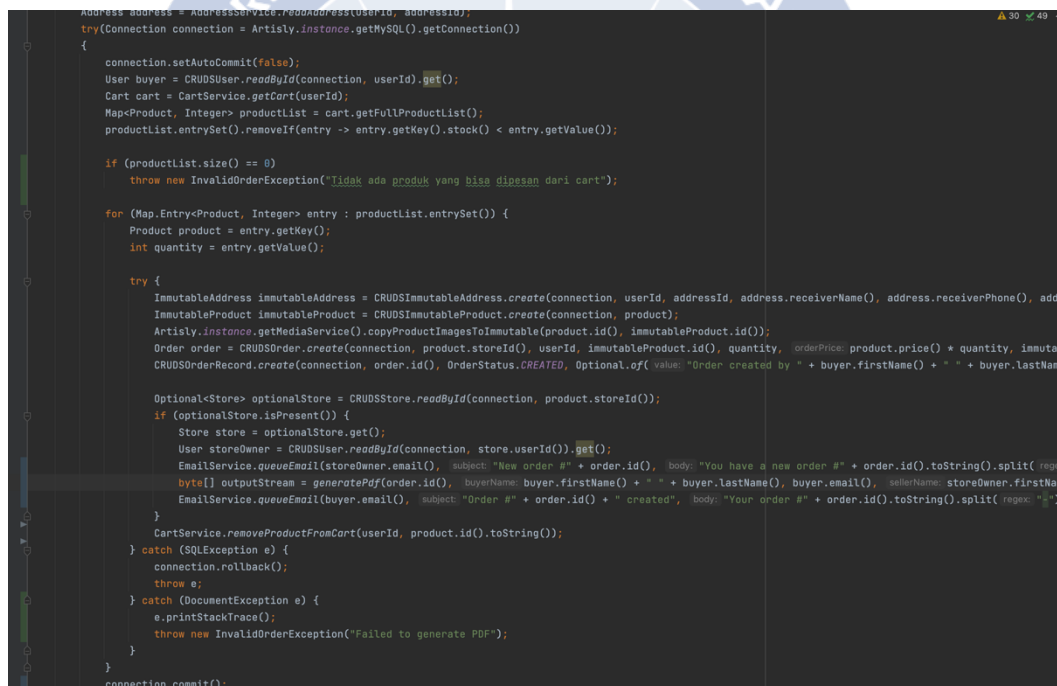 Address address = AddressService.readAddress(userId, addressId);
30 49
try(Connection connection = Artisly.instance.getMySQL().getConnection())
{
connection.setAutoCommit(false);
User buyer = CRUDSUser.readById(connection, userId).get();
Cart cart = CartService.getCart(userId);
Map<Product, Integer> productList = cart.getFullProductList();
productList.entrySet().removeIf(entry -> entry.getKey().stock() < entry.getValue());
if (productList.size() == 0)
throw new InvalidOrderException("Tidak ada produk yang bisa dipesan dari cart");
for (Map.Entry<Product, Integer> entry : productList.entrySet()) {
Product product = entry.getKey();
int quantity = entry.getValue();
try {
ImmutableAddress immutableAddress = CRUDSImmutableAddress.create(connection, userId, addressId, address.receiverName(), address.receiverPhone(), add
ImmutableProduct immutableProduct = CRUDSImmutableProduct.create(connection, product);
Artisly.instance.getMediaService().copyProductImagesToImmutable(product.id(), immutableProduct.id());
Order order = CRUDSOrder.create(connection, product.storeId(), userId, immutableProduct.id(), quantity, orderPrice: product.price() * quantity, immuta
CRUDSOrderRecord.create(connection, order.id(), OrderStatus.CREATED, Optional.of( value: "Order created by " + buyer.firstName() + " " + buyer.lastNam
Optional<Store> optionalStore = CRUDSStore.readById(connection, product.storeId());
if (optionalStore.isPresent()) {
Store store = optionalStore.get();
User storeOwner = CRUDSUser.readById(connection, store.userId()).get();
EmailService.queueEmail(storeOwner.email(), subject: "New order #" + order.id(), body: "You have a new order #" + order.id().toString().split( rege
byte[] outputStream = generatePdf(order.id(), buyerName: buyer.firstName() + " " + buyer.lastName(), buyer.email(), sellerName: storeOwner.firstNa
EmailService.queueEmail(buyer.email(), subject: "Order #" + order.id() + " created", body: "Your order #" + order.id().toString().split( regex: "-")
}
CartService.removeProductFromCart(userId, product.id().toString());
} catch (SQLException e) {
connection.rollback();
throw e;
} catch (DocumentException e) {
e.printStackTrace();
throw new InvalidOrderException("Failed to generate PDF");
}
}
connection.commit();